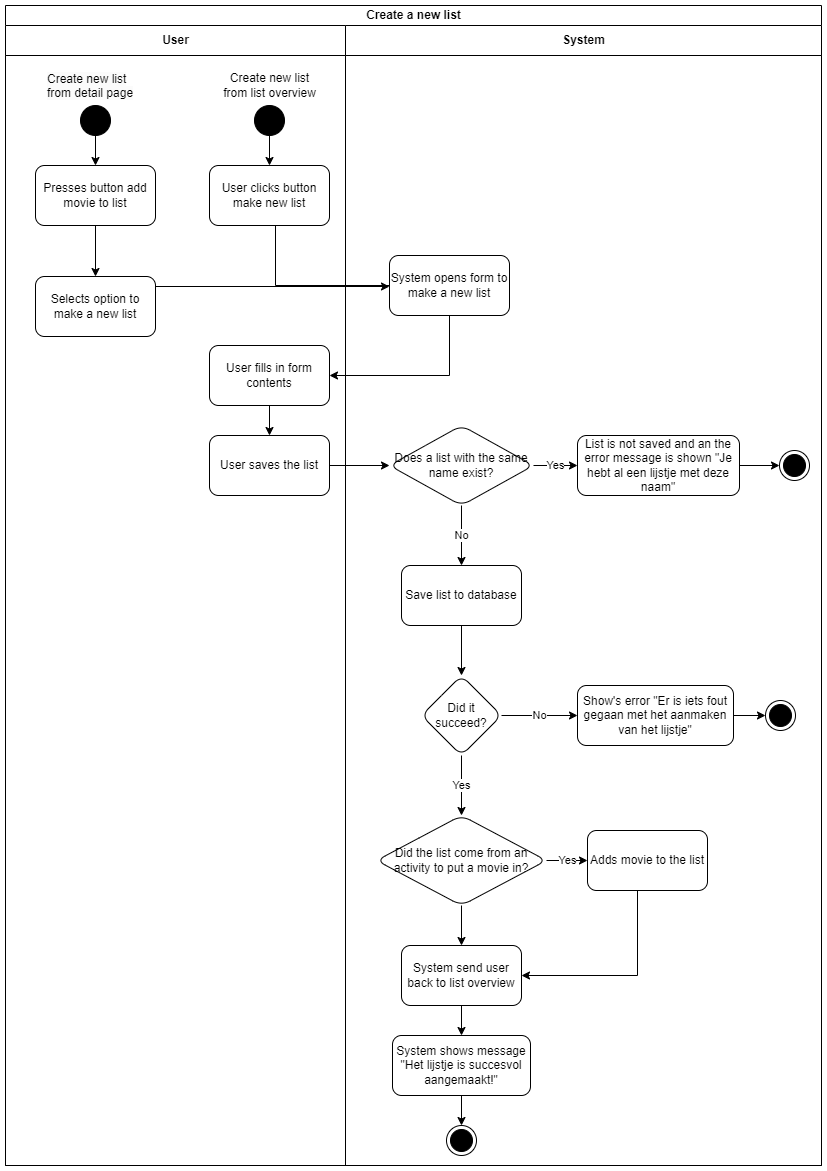 Create a new list
User
System
Create new list
from detail page
Create new list
from list overview
Presses button add
movie to list
User clicks button
make new list
Selects option to
make a new list
System opens form to
make a new list
User fills in form
contents
User saves the list
Does a list with the same
name exist?
Yes
List is not saved and an the
error message is shown "Je
hebt al een lijstje met deze
naam"
No
Save list to database
Did it
succeed?
No
Show's error "Er is iets fout
gegaan met het aanmaken
van het lijstje"
Yes
Did the list come from an
activity to put a movie in?
Yes
Adds movie to the list
System send user
back to list overview
System shows message
"Het lijstje is succesvol
aangemaakt!"